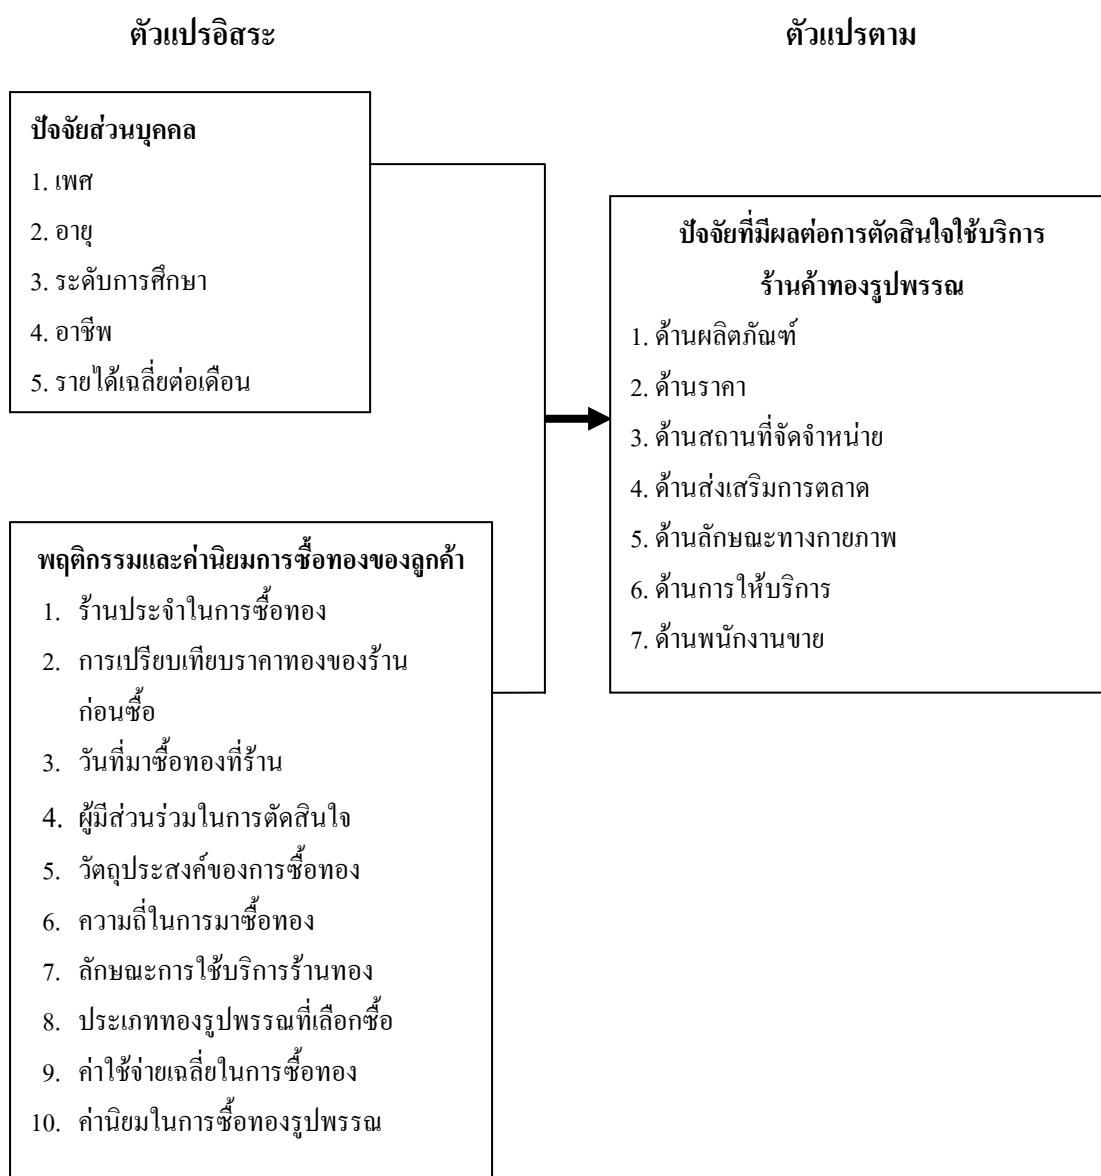 ตัวแปรอิสระ
ตัวแปรตาม
ปัจจัยส่วนบุคคล
1. เพศ
2. อายุ
3. ระดับการศึกษา
4. อาชีพ
5. รายได้เฉลี่ยต่อเดือน
พฤติกรรมและค่านิยมการซื้อทองของลูกค้า
1. ร้านประจำในการซื้อทอง
2. การเปรียบเทียบราคาทองของร้าน
ก่อนซื้อ
3. วันที่มาซื้อทองที่ร้าน
4. ผู้มีส่วนร่วมในการตัดสินใจ
5. วัตถุประสงค์ของการซื้อทอง
6. ความถี่ในการมาซื้อทอง
7. ลักษณะการใช้บริการร้านทอง
8. ประเภททองรูปพรรณที่เลือกซื้อ
9. ค่าใช้จ่ายเฉลี่ยในการซื้อทอง
10. ค่านิยมในการซื้อทองรูปพรรณ
ปัจจัยที่มีผลต่อการตัดสินใจใช้บริการ
ร้านค้าทองรูปพรรณ
1. ด้านผลิตภัณฑ์
2. ด้านราคา
3. ด้านสถานที่จัดจำหน่าย
4. ด้านส่งเสริมการตลาด
5. ด้านลักษณะทางกายภาพ
6. ด้านการให้บริการ
7. ด้านพนักงานขาย